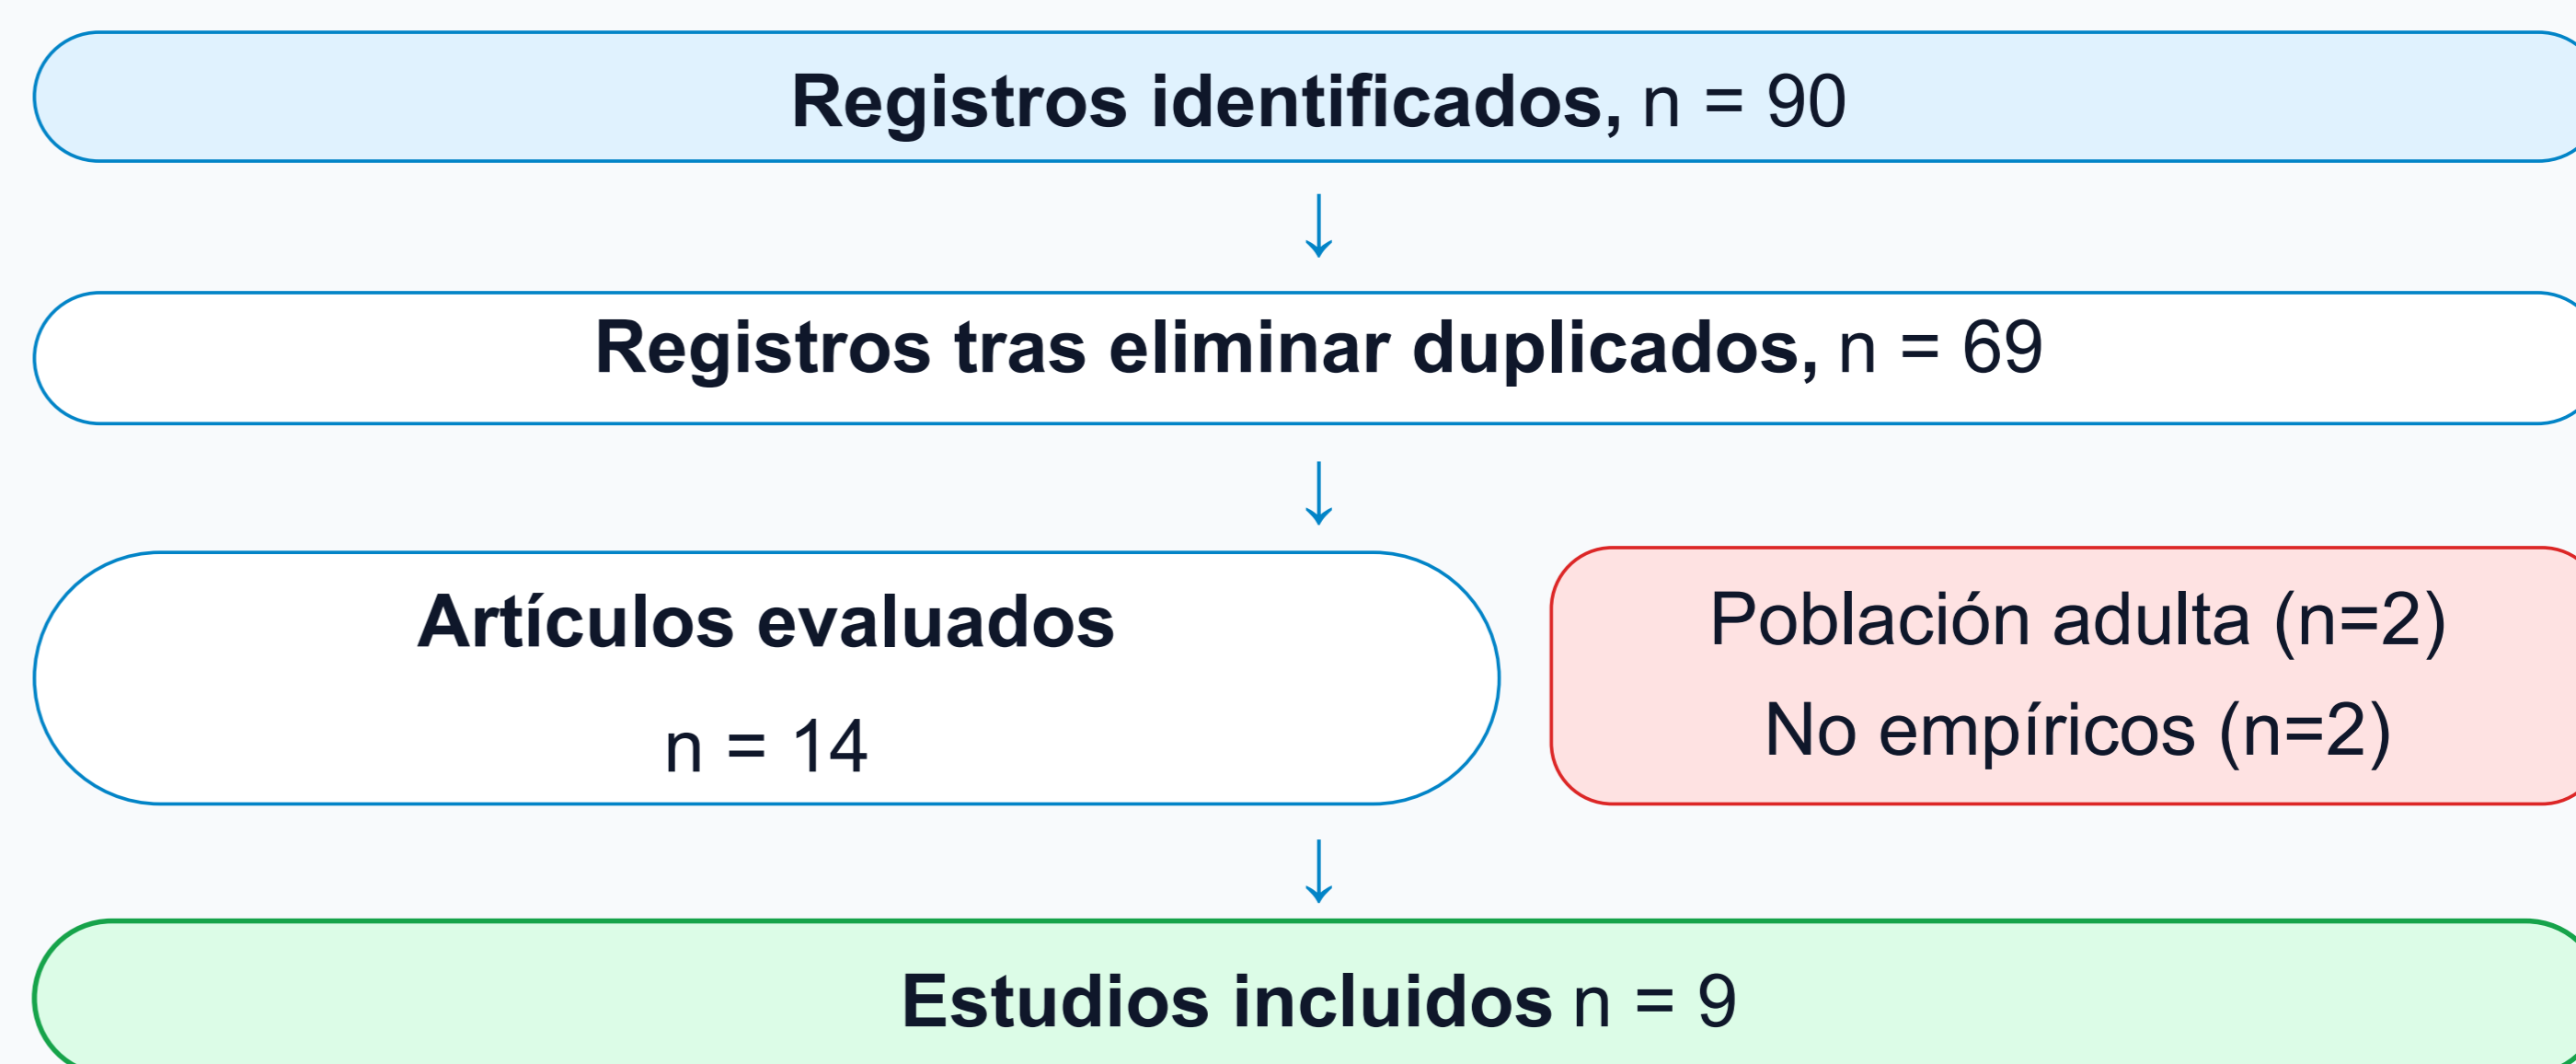 Registros identificados, n = 90
↓
Registros tras eliminar duplicados, n = 69
↓
Artículos evaluados
n = 14
Población adulta (n=2)
No empíricos (n=2)
↓
Estudios incluidos n = 9